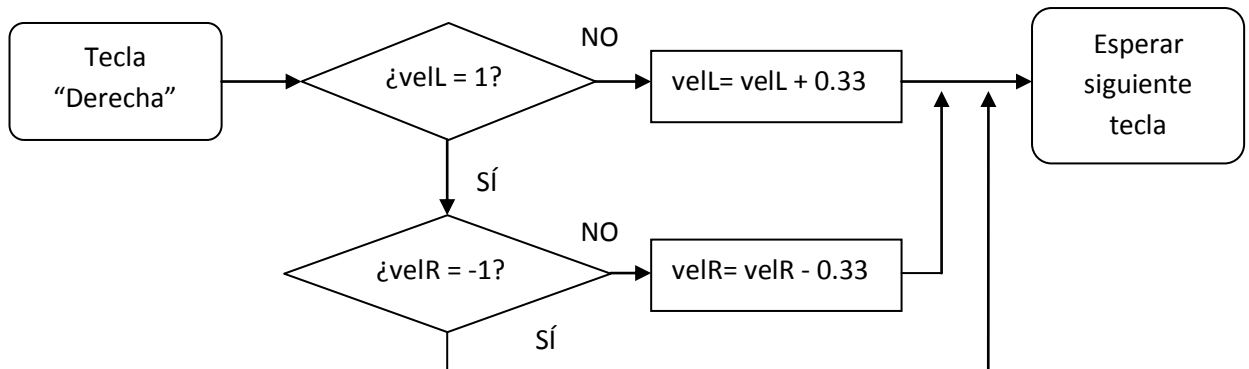 Tecla
“Derecha”
¿velL = 1?
NO
velL= velL + 0.33
Esperar
siguiente
tecla
SÍ
¿velR = -1?
NO
velR= velR - 0.33
SÍ